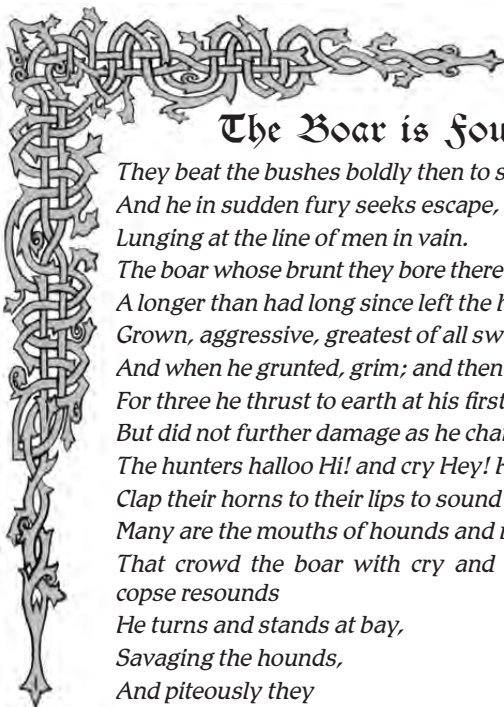 The Boar is Fou
They beat the bushes boldly then to s
And he in sudden fury seeks escape,
Lunging at the line of men in vain.
The boar whose brunt they bore there
A longer than had long since left the h
Grown, aggressive, greatest of all sw
And when he grunted, grim; and then
For three he thrust to earth at his first
But did not further damage as he char
The hunters halloo Hi! and cry Hey! H
Clap their horns to their lips to sound
Many are the mouths of hounds and
That crowd the boar with cry and
copse resounds
He turns and stands at bay,
Savaging the hounds,
And piteously they